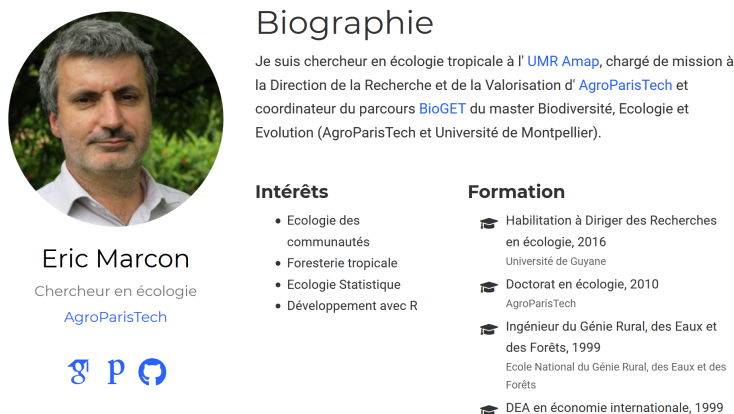 Biographie
Je suis chercheur en écologie tropicale à l' UMR Amap, chargé de mission à
la Direction de la Recherche et de la Valorisation d' AgroParisTech et
coordinateur du parcours BioGET du master Biodiversité, Ecologie et
Evolution (AgroParisTech et Université de Montpellier).
Eric Marcon
Chercheur en écologie
AgroParisTech
Intérêts
Ecologie des
communautés
Foresterie tropicale
Ecologie Statistique
Développement avec R
Formation
Habilitation à Diriger des Recherches
en écologie, 2016
Université de Guyane
Doctorat en écologie, 2010
AgroParisTech
Ingénieur du Génie Rural, des Eaux et
des Forêts, 1999
Ecole National du Génie Rural, des Eaux et des
Forêts
DEA en économie internationale, 1999